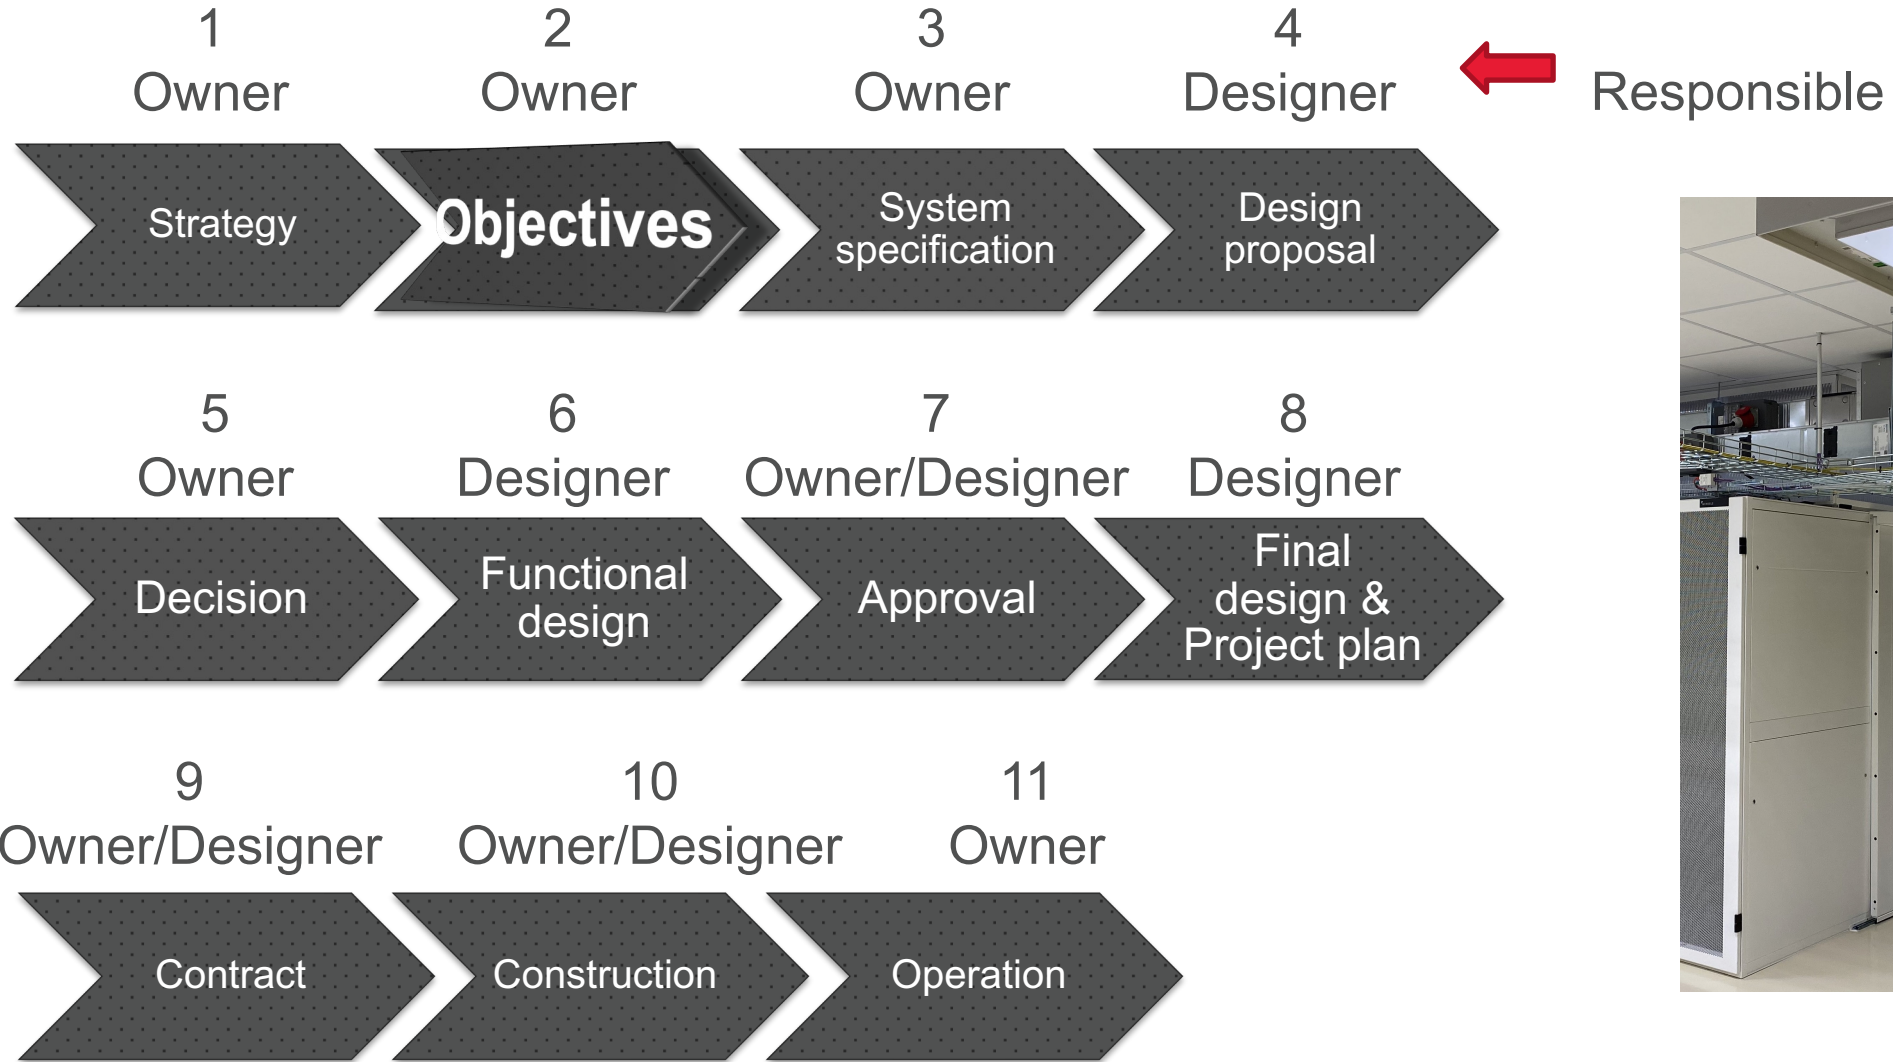 1 2 3 4
Owner Owner Owner Designer Responsible
Strategy Objectives System specification Design proposal
5 6 7 8
Owner Designer Owner/Designer Designer
Decision Functional design Approval Final design & Project plan
9 10 11
Owner/Designer Owner/Designer Owner
Contract Construction Operation